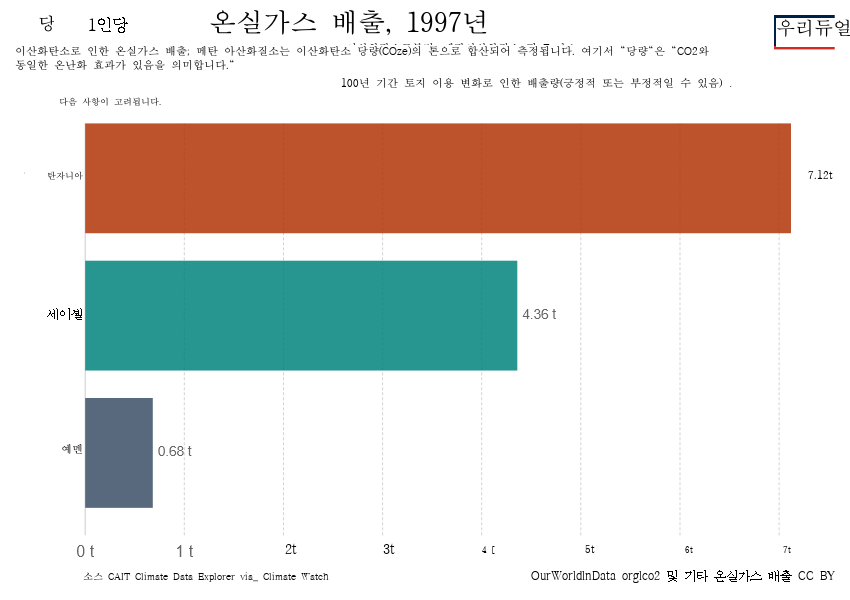 당 1인당 온실가스 배출, 1997년
우리듀얼
이산화탄소로 인한 온실가스 배출; 메탄 아산화질소는 이산화탄소 당량(COze)의 톤으로 합산되어 측정됩니다. 여기서 "당량"은 "CO2와
동일한 온난화 효과가 있음을 의미합니다."
100년 기간 토지 이용 변화로 인한 배출량(긍정적 또는 부정적일 수 있음) .
다음 사항이 고려됩니다.
탄자니아 7.12t
세이셸 4.36 t
예멘 0.68 t
0 t 1 t 2t 3t 4 t 5t 6t 7t
소스 CAIT Climate Data Explorer via_ Climate Watch
OurWorldInData orglco2 및 기타 온실가스 배출 CC BY